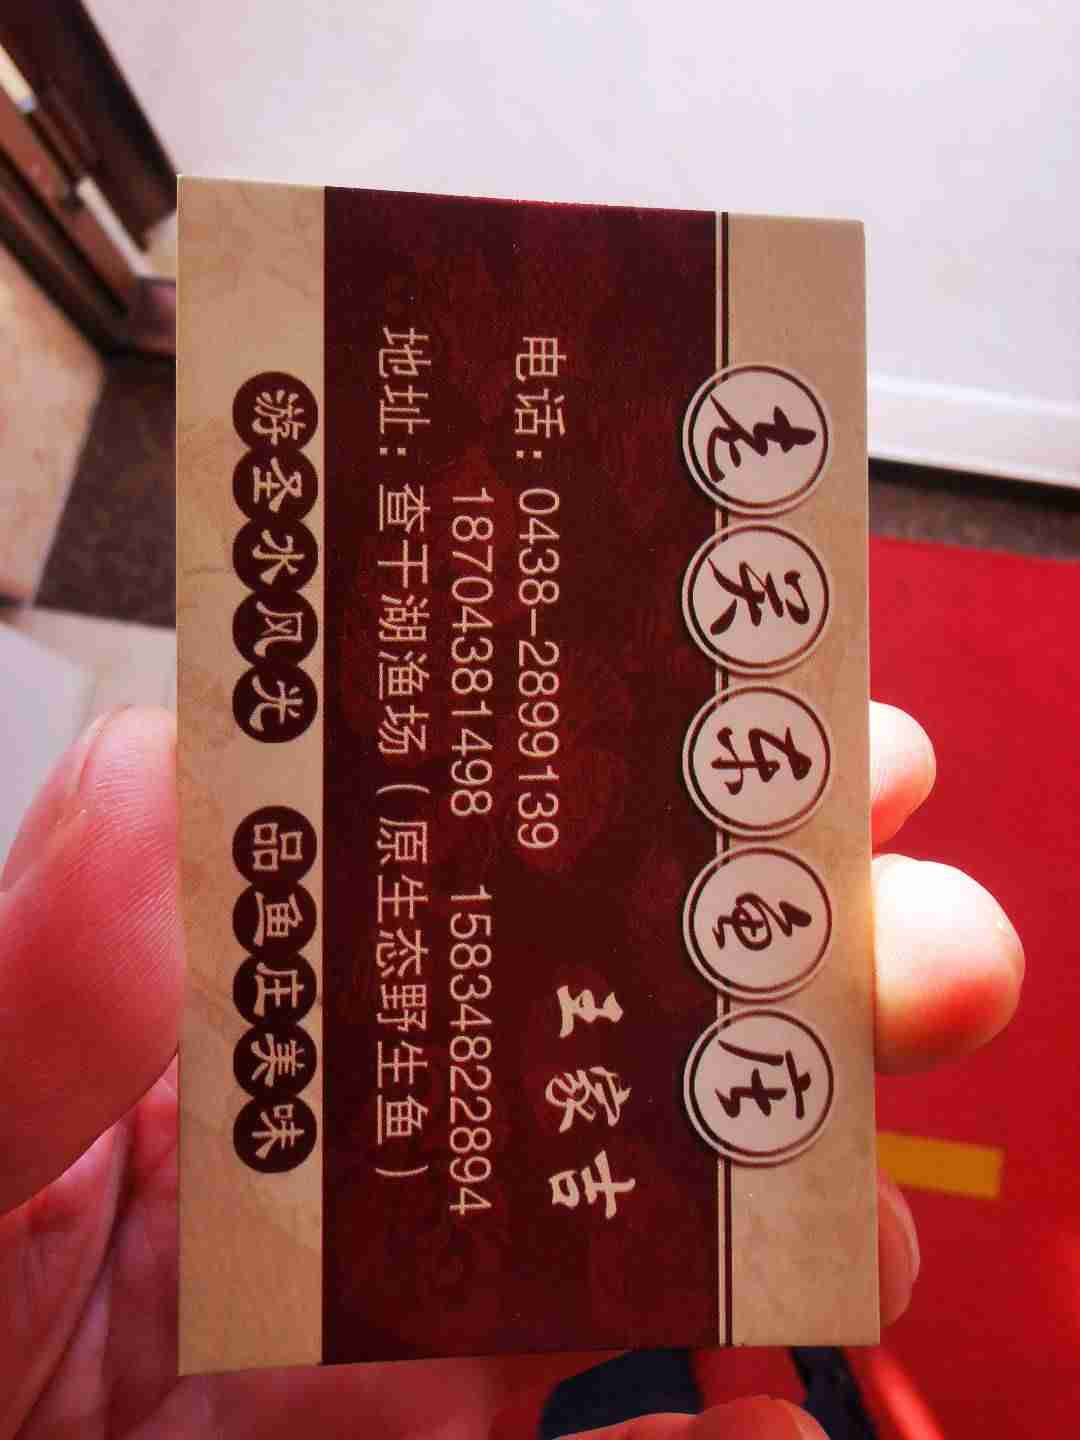 老吴东鱼庄
王家吉
电话：0438-2899139
18704381498 15834822894
地址：查干湖渔场（原生态野生鱼）
游圣水风光 品鱼庄美味